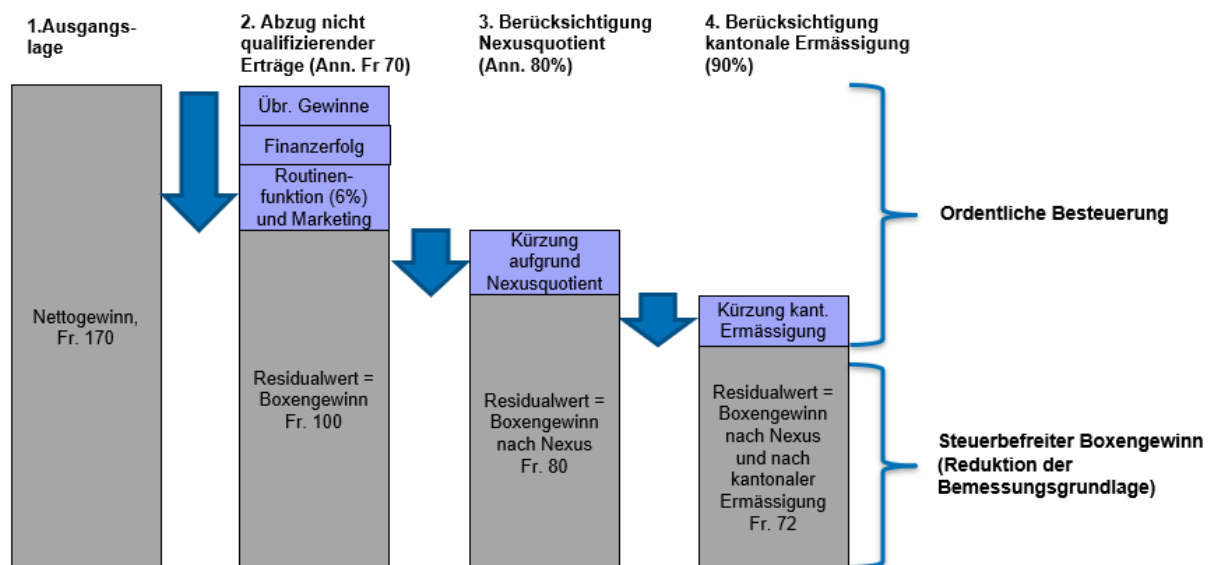 1.Ausgangs-
lage
2. Abzug nicht
qualifizierender
Erträge (Ann. Fr 70)
3. Berücksichtigung
Nexusquotient
(Ann. 80%)
4. Berücksichtigung
kantonale Ermässigung
(90%)
Nettogewinn,
Fr. 170
Übr. Gewinne
Finanzerfolg
Routinen-
funktion (6%)
und Marketing
Residualwert =
Boxengewinn
Fr. 100
Kürzung
aufgrund
Nexusquotient
Residualwert =
Boxengewinn
nach Nexus
Fr. 80
Kürzung kant.
Ermässigung
Residualwert =
Boxengewinn
nach Nexus
und nach
kantonaler
Ermässigung
Fr. 72
Ordentliche Besteuerung
Steuerbefreiter Boxengewinn
(Reduktion der
Bemessungsgrundlage)